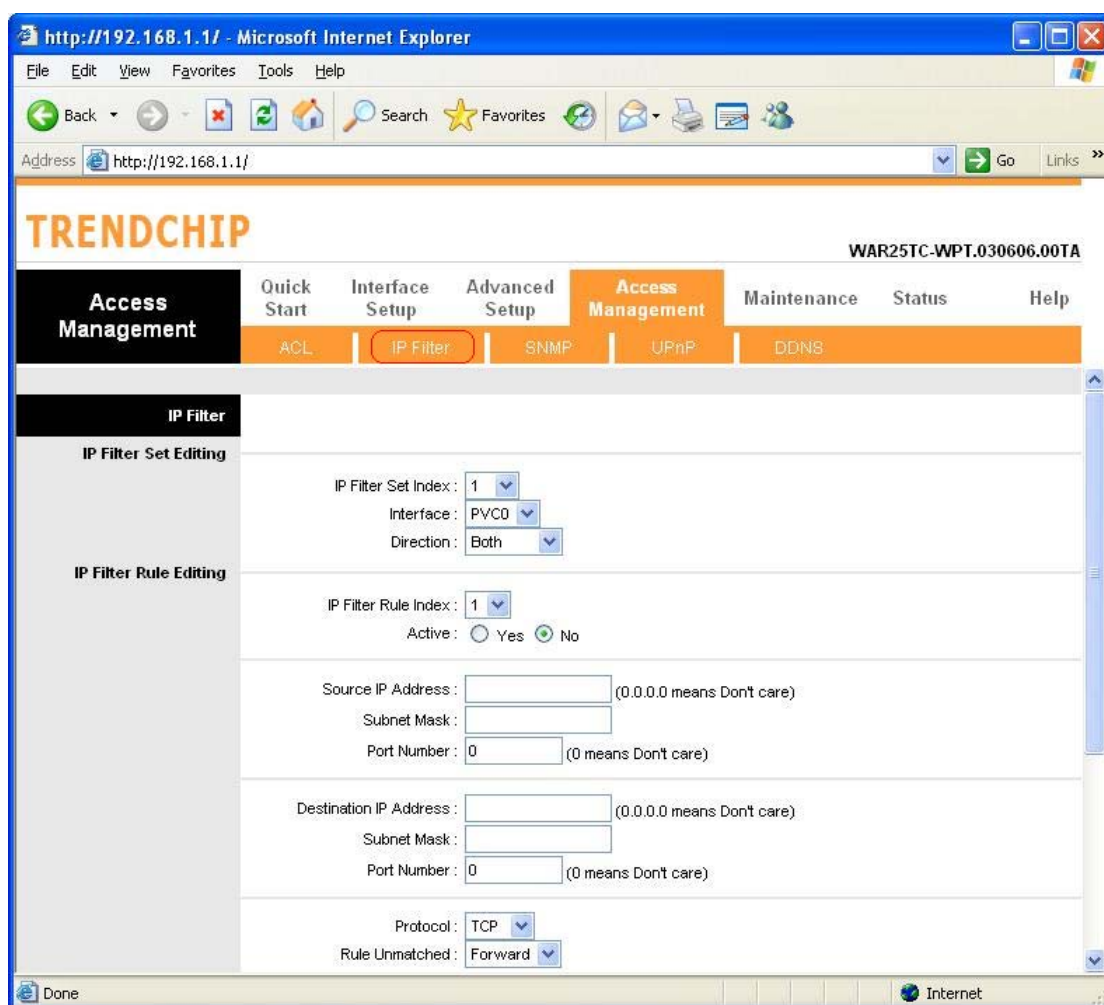 http://192.168.1.1/ - Microsoft Internet Explorer
File Edit View Favorites Tools Help
Back Search Favorites
Address http://192.168.1.1/ Go Links »
TRENDCHIP
WAR25TC-WPT.030606.00TA
Access Management
Quick Start
Interface Setup
Advanced Setup
Access Management
Maintenance
Status
Help
ACL IP Filter SNMP UPnP DDNS
IP Filter
IP Filter Set Editing
IP Filter Set Index : 1
Interface : PVC0
Direction : Both
IP Filter Rule Editing
IP Filter Rule Index : 1
Active : Yes No
Source IP Address : (0.0.0.0 means Don't care)
Subnet Mask :
Port Number : 0 (0 means Don't care)
Destination IP Address : (0.0.0.0 means Don't care)
Subnet Mask :
Port Number : 0 (0 means Don't care)
Protocol : TCP
Rule Unmatched : Forward
Done Internet